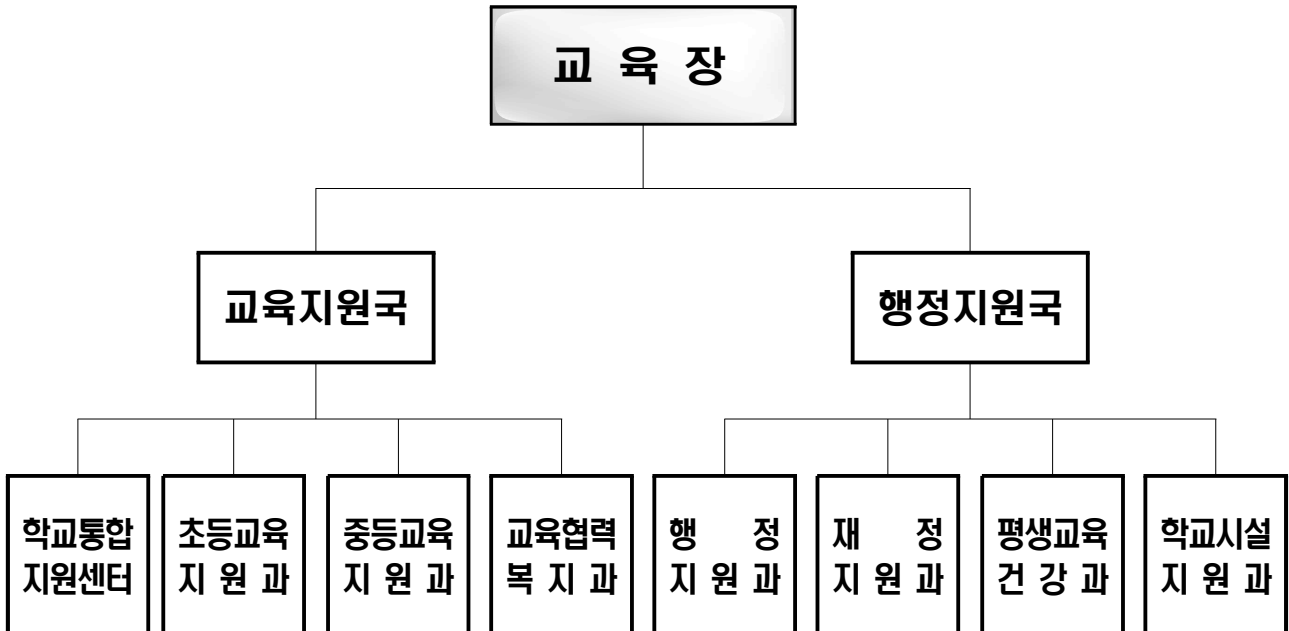 교 육 장
교육지원국
행정지원국
학교통합
지원센터
초등교육
지 원 과
중등교육
지 원 과
교육협력
복 지 과
행 정
지 원 과
재 정
지 원 과
평생교육
건 강 과
학교시설
지 원 과